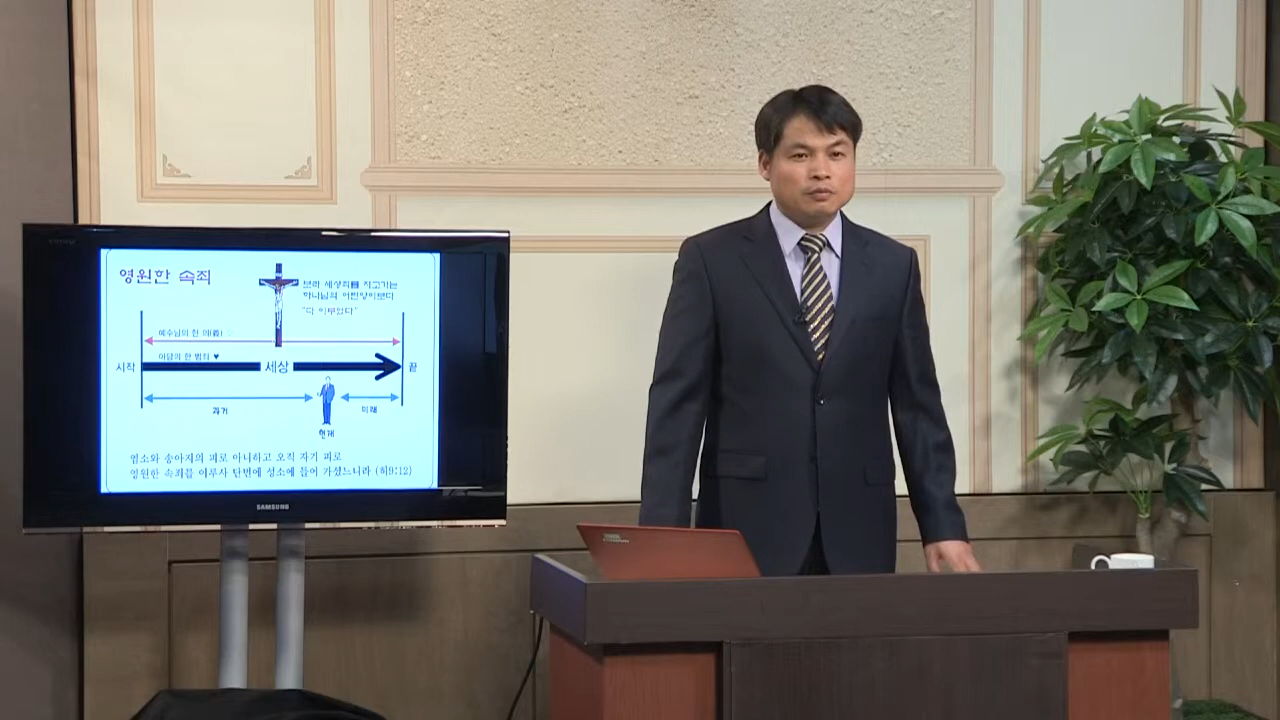 영원한 속죄
보라 세상죄를 지고가는
하나님의 어린양이로다
"다 이루었다"
예수님의 한 의(義)
아담의 한 범죄 ♥
시작
세상
끝
과거
미래
현재
염소와 송아지의 피로 아니하고 오직 자기 피로
영원한 속죄를 이루사 단번에 성소에 들어 가셨느니라 (히9:12)
SAMSUNG